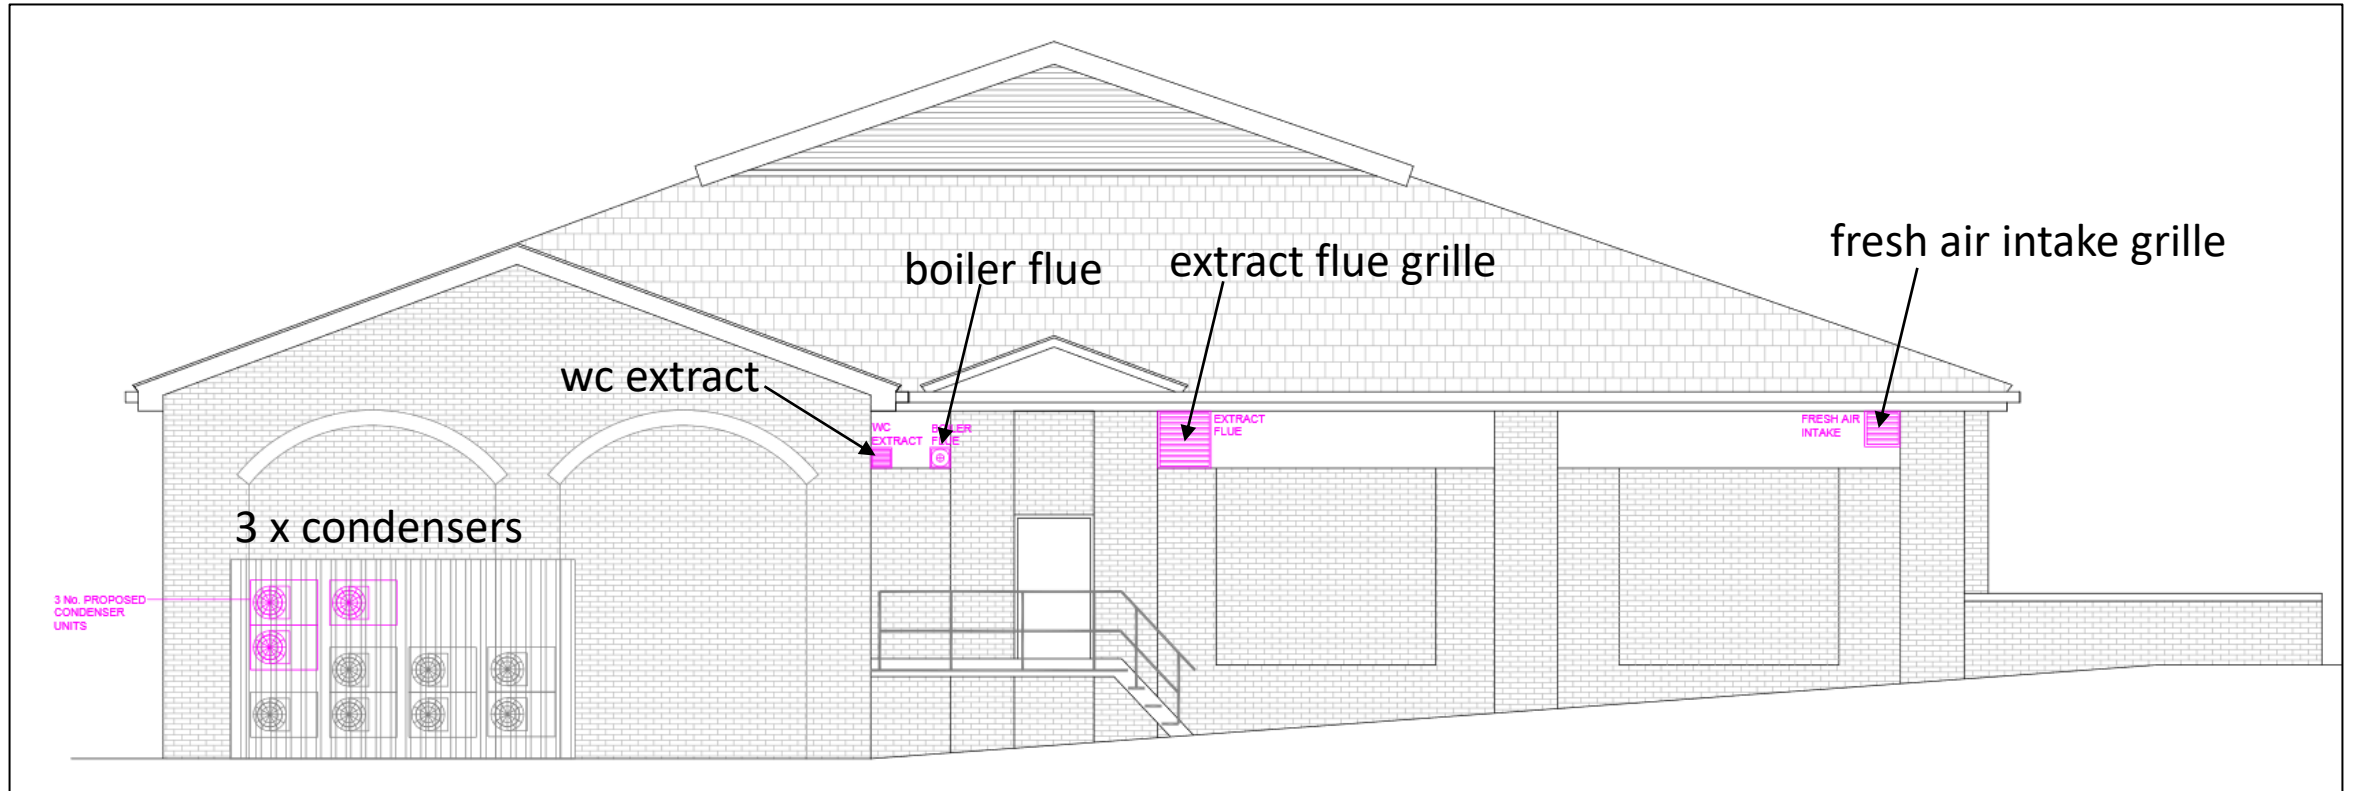 fresh air intake grille
boiler flue
extract flue grille
wc extract
EXTRACT
FLUE
FRESH AIR
INTAKE
WC
EXTRACT
BOILER
FLUE
3 x condensers
3 No. PROPOSED
CONDENSER
UNITS